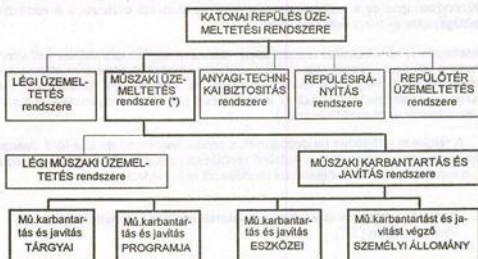 KATONAI REPÜLÉS ÜZE-
MELTETÉSI RENDSZERE
LÉGI ÜZEMEL-
TETÉS
rendszere
MŰSZAKI ÜZE-
MELTETÉS
rendszere (*)
ANYAGI-TECHNI-
KAI BIZTOSITÁS
rendszere
REPÜLÉSIRÁ-
NYÍTÁS
rendszere
REPÜLŐTÉR
ÜZEMELTETÉS
rendszere
LÉGI MŰSZAKI ÜZEMEL-
TETÉS rendszere
MŰSZAKI KARBANTARTÁS ÉS
JAVÍTÁS rendszere
Mű.karbantar-
tás és javítás
TÁRGYAI
Mű.karbantar-
tás és javítás
PROGRAMJA
Mű.karbantar-
tás és javítás
ESZKÖZEI
Mű.karbantartást és ja-
vitást végző
SZEMÉLYI ÁLLOMÁNY